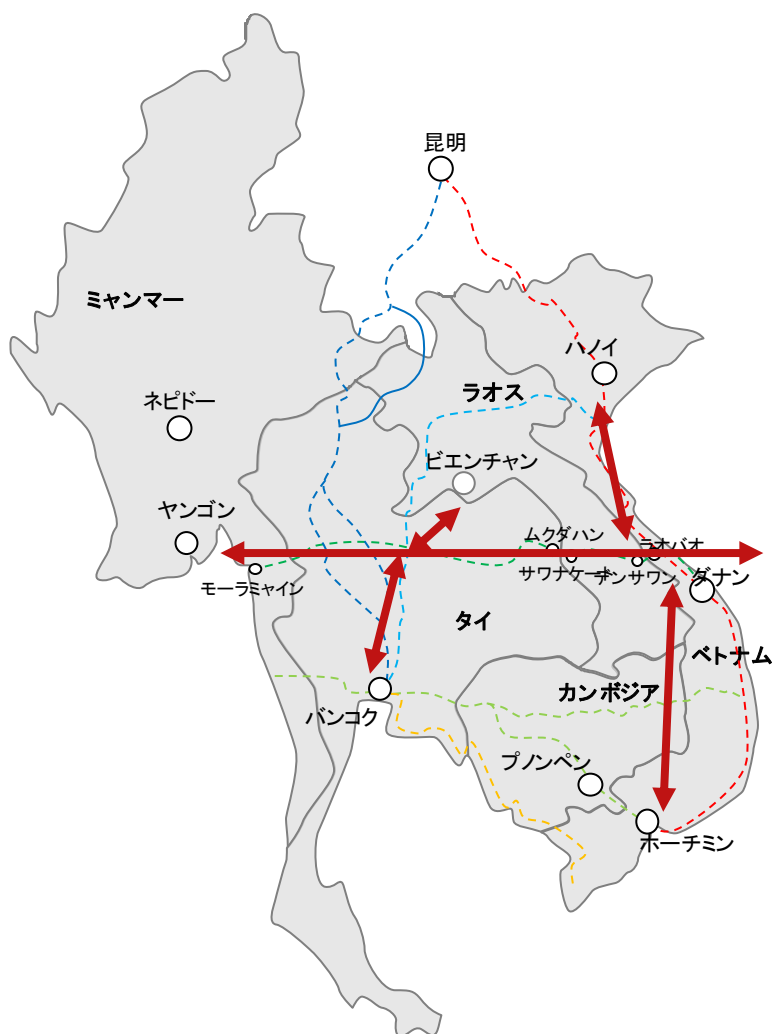 昆明
ミャンマー
ハノイ
ラオス
ネピドー
ビエンチャン
ヤンゴン
ムクダハン
ラオバオ
モーラミャイン
サワナケート
デンサワン
ダナン
タイ
ベトナム
カンボジア
バンコク
プノンペン
ホーチミン